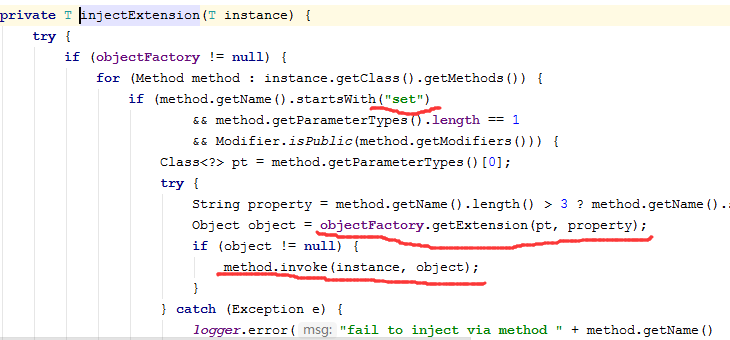 private T injectExtension(T instance) {
try {
if (objectFactory != null) {
for (Method method : instance.getClass().getMethods()) {
if (method.getName().startsWith("set")
&& method.getParameterTypes().length == 1
&& Modifier.isPublic(method.getModifiers())) {
Class<?> pt = method.getParameterTypes()[0];
try {
String property = method.getName().length() > 3 ? method.getName().
Object object = objectFactory.getExtension(pt, property);
if (object != null) {
method.invoke(instance, object);
}
} catch (Exception e) {
logger.error( msg: "fail to inject via method " + method.getName()